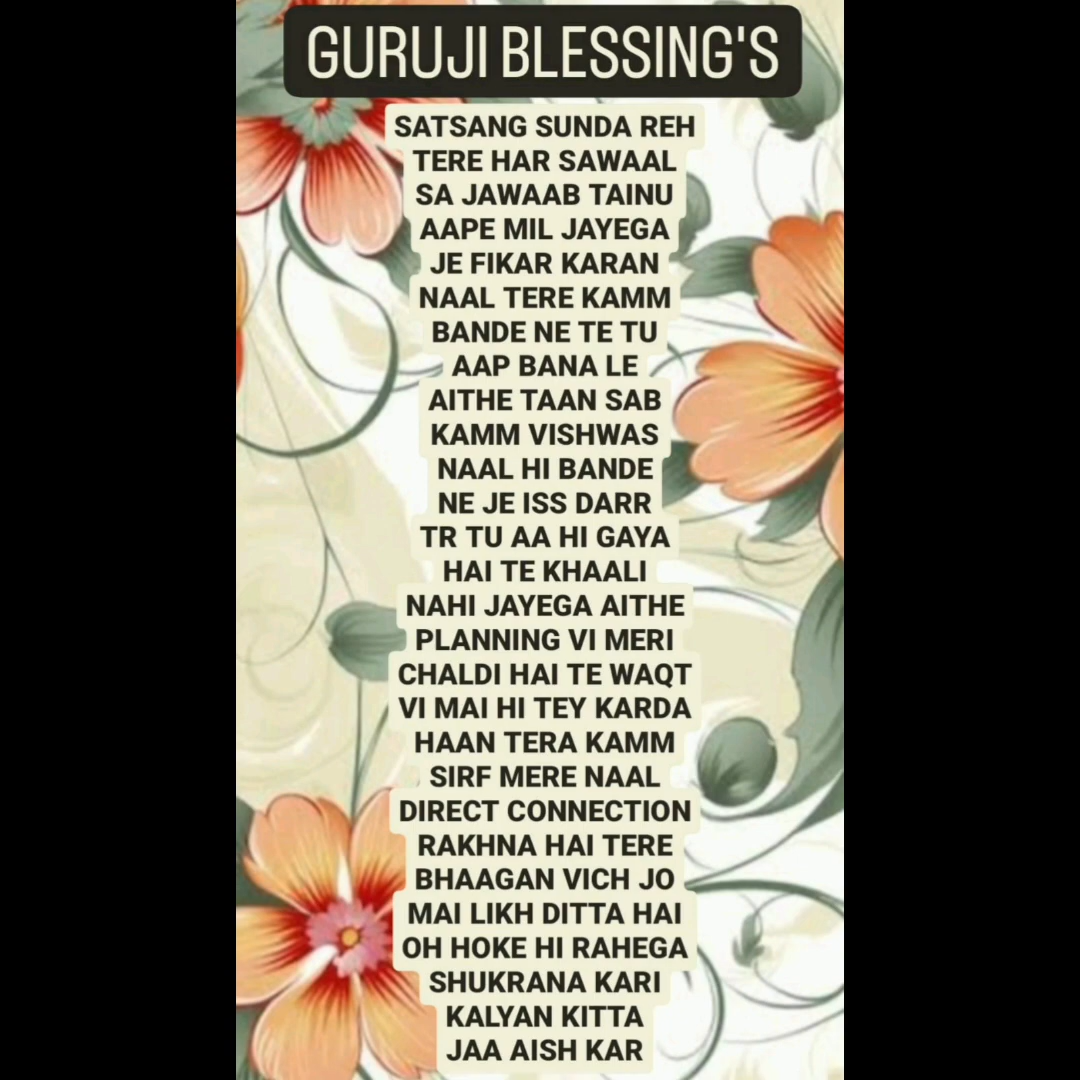 GURUJI BLESSING'S
SATSANG SUNDA REH
TERE HAR SAWAAL
SA JAWAAB TAINU
AAPE MIL JAYEGA
JE FIKAR KARAN
NAAL TERE KAMM
BANDE NE TE TU
AAP BANA LE
AITHE TAAN SAB
KAMM VISHWAS
NAAL HI BANDE
NE JE ISS DARR
TR TU AA HI GAYA
HAI TE KHAALI
NAHI JAYEGA AITHE
PLANNING VI MERI
CHALDI HAI TE WAQT
VI MAI HI TEY KARDA
HAAN TERA KAMM
SIRF MERE NAAL
DIRECT CONNECTION
RAKHNA HAI TERE
BHAAGAN VICH JO
MAI LIKH DITTA HAI
OH HOKE HI RAHEGA
SHUKRANA KARI
KALYAN KITTA
JAA AISH KAR